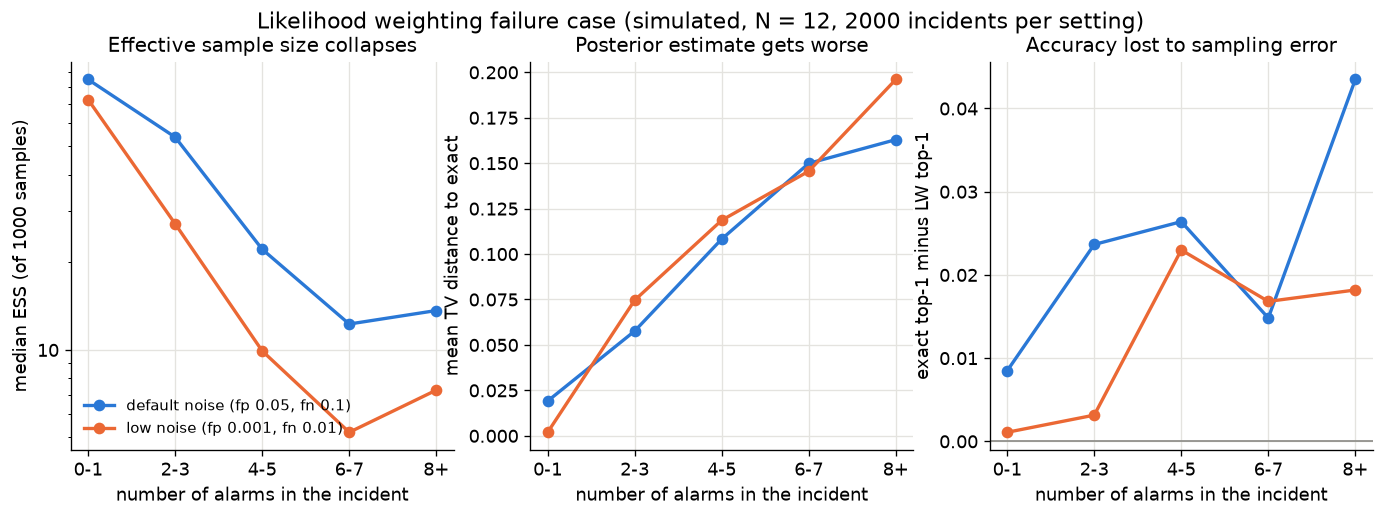 Likelihood weighting failure case (simulated, N = 12, 2000 incidents per setting)
Effective sample size collapses
median ESS (of 1000 samples)
10
default noise (fp 0.05, fn 0.1)
low noise (fp 0.001, fn 0.01)
0-1 2-3 4-5 6-7 8+
number of alarms in the incident
Posterior estimate gets worse
mean TV distance to exact
0.200
0.175
0.150
0.125
0.100
0.075
0.050
0.025
0.000
0-1 2-3 4-5 6-7 8+
number of alarms in the incident
Accuracy lost to sampling error
exact top-1 minus LW top-1
0.04
0.03
0.02
0.01
0.00
0-1 2-3 4-5 6-7 8+
number of alarms in the incident